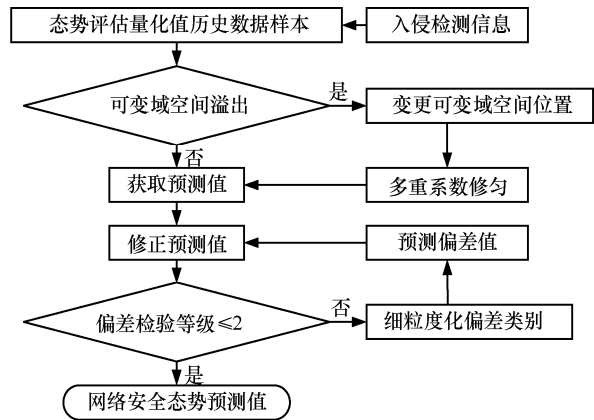 态势评估量化值历史数据样本
入侵检测信息
可变域空间溢出
是
变更可变域空间位置
否
获取预测值
多重系数修匀
修正预测值
预测偏差值
偏差检验等级≤2
否
细粒度化偏差类别
是
网络安全态势预测值